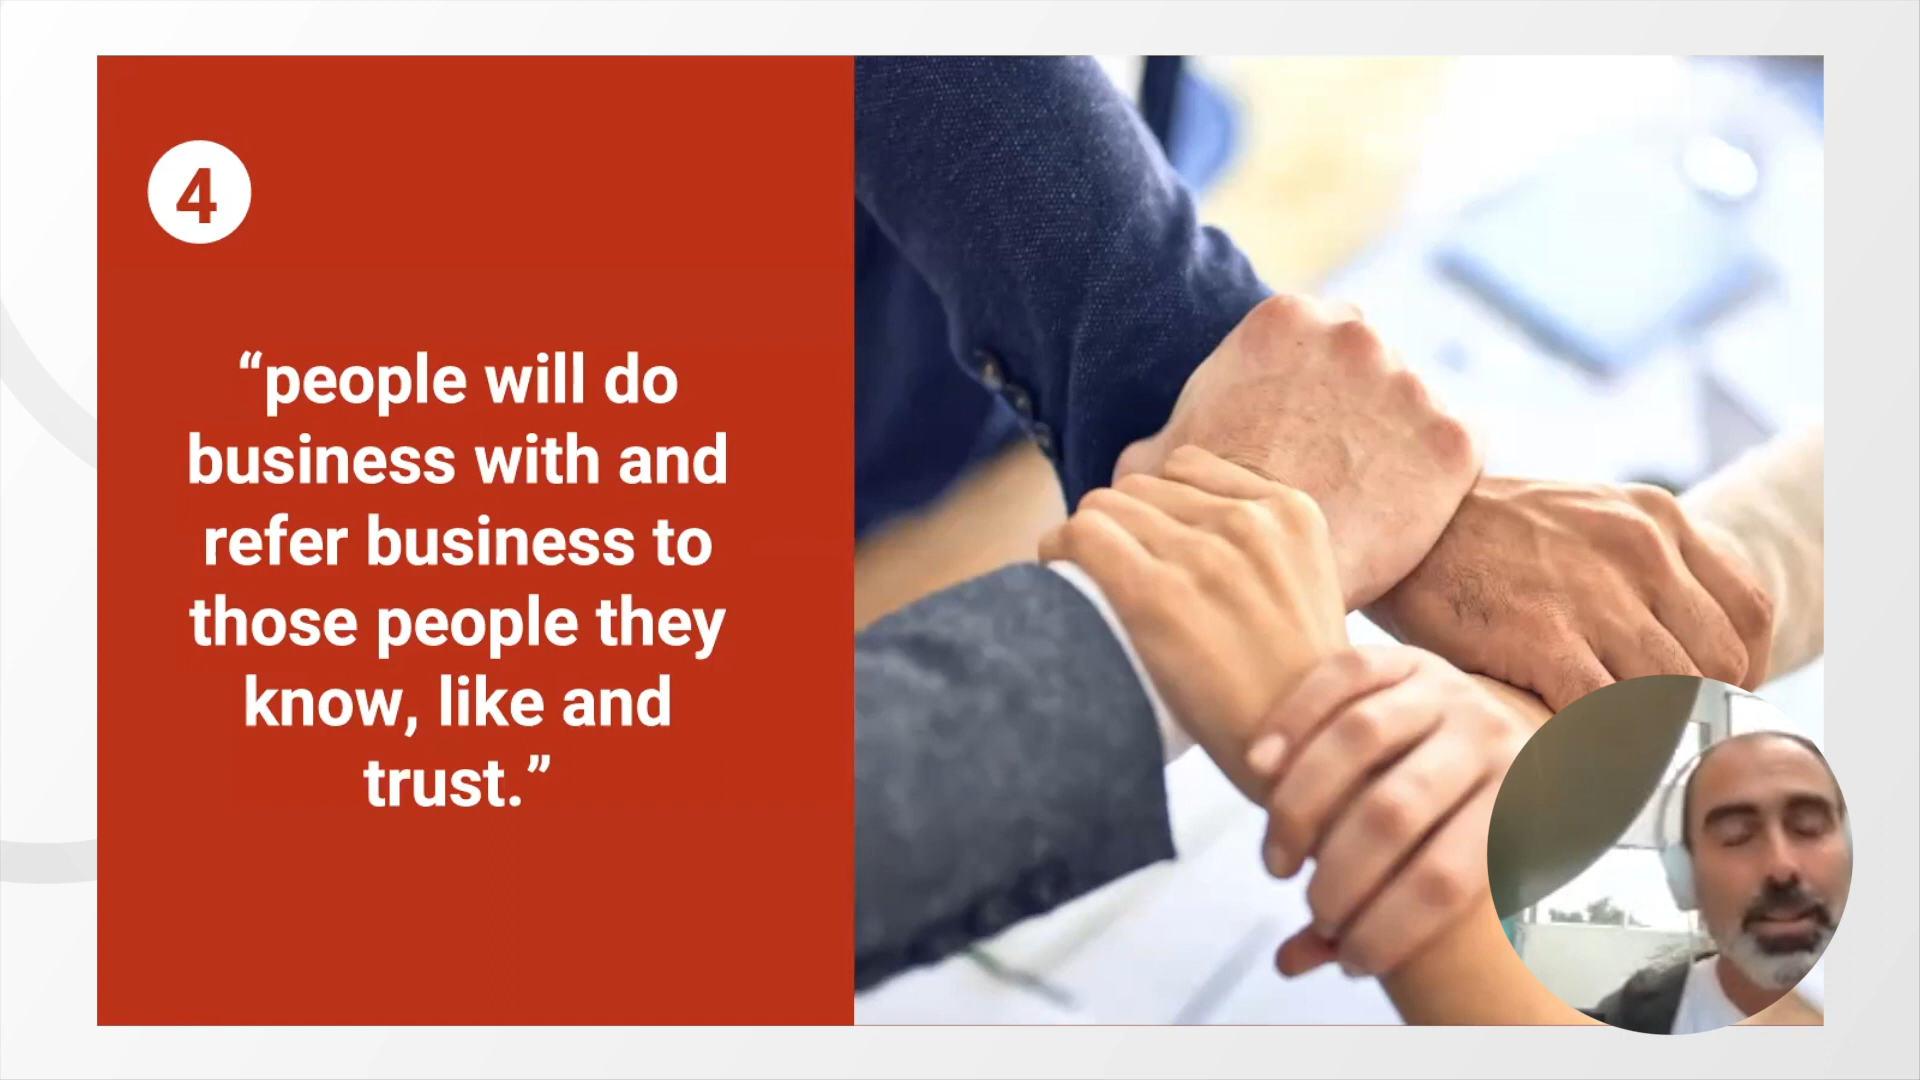 4
“people will do
business with and
refer business to
those people they
know, like and
trust.”